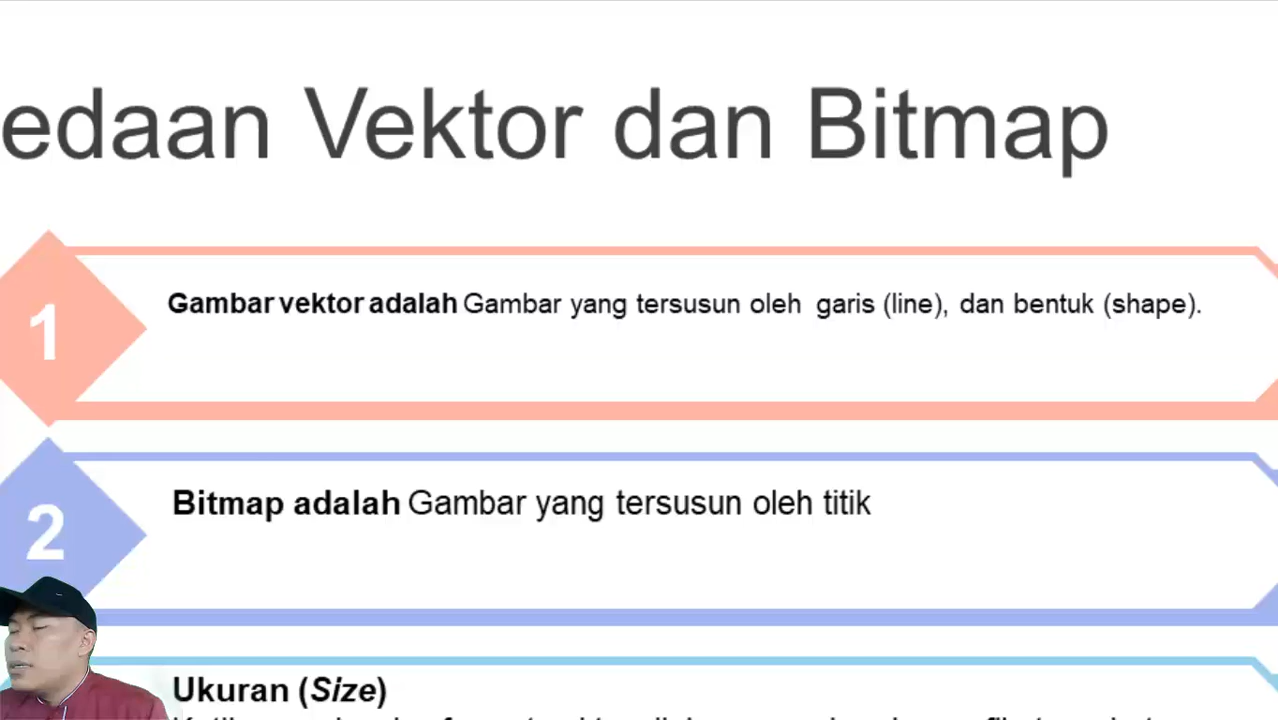 edaan Vektor dan Bitmap
1
Gambar vektor adalah Gambar yang tersusun oleh garis (line), dan bentuk (shape).
2
Bitmap adalah Gambar yang tersusun oleh titik
Ukuran (Size)